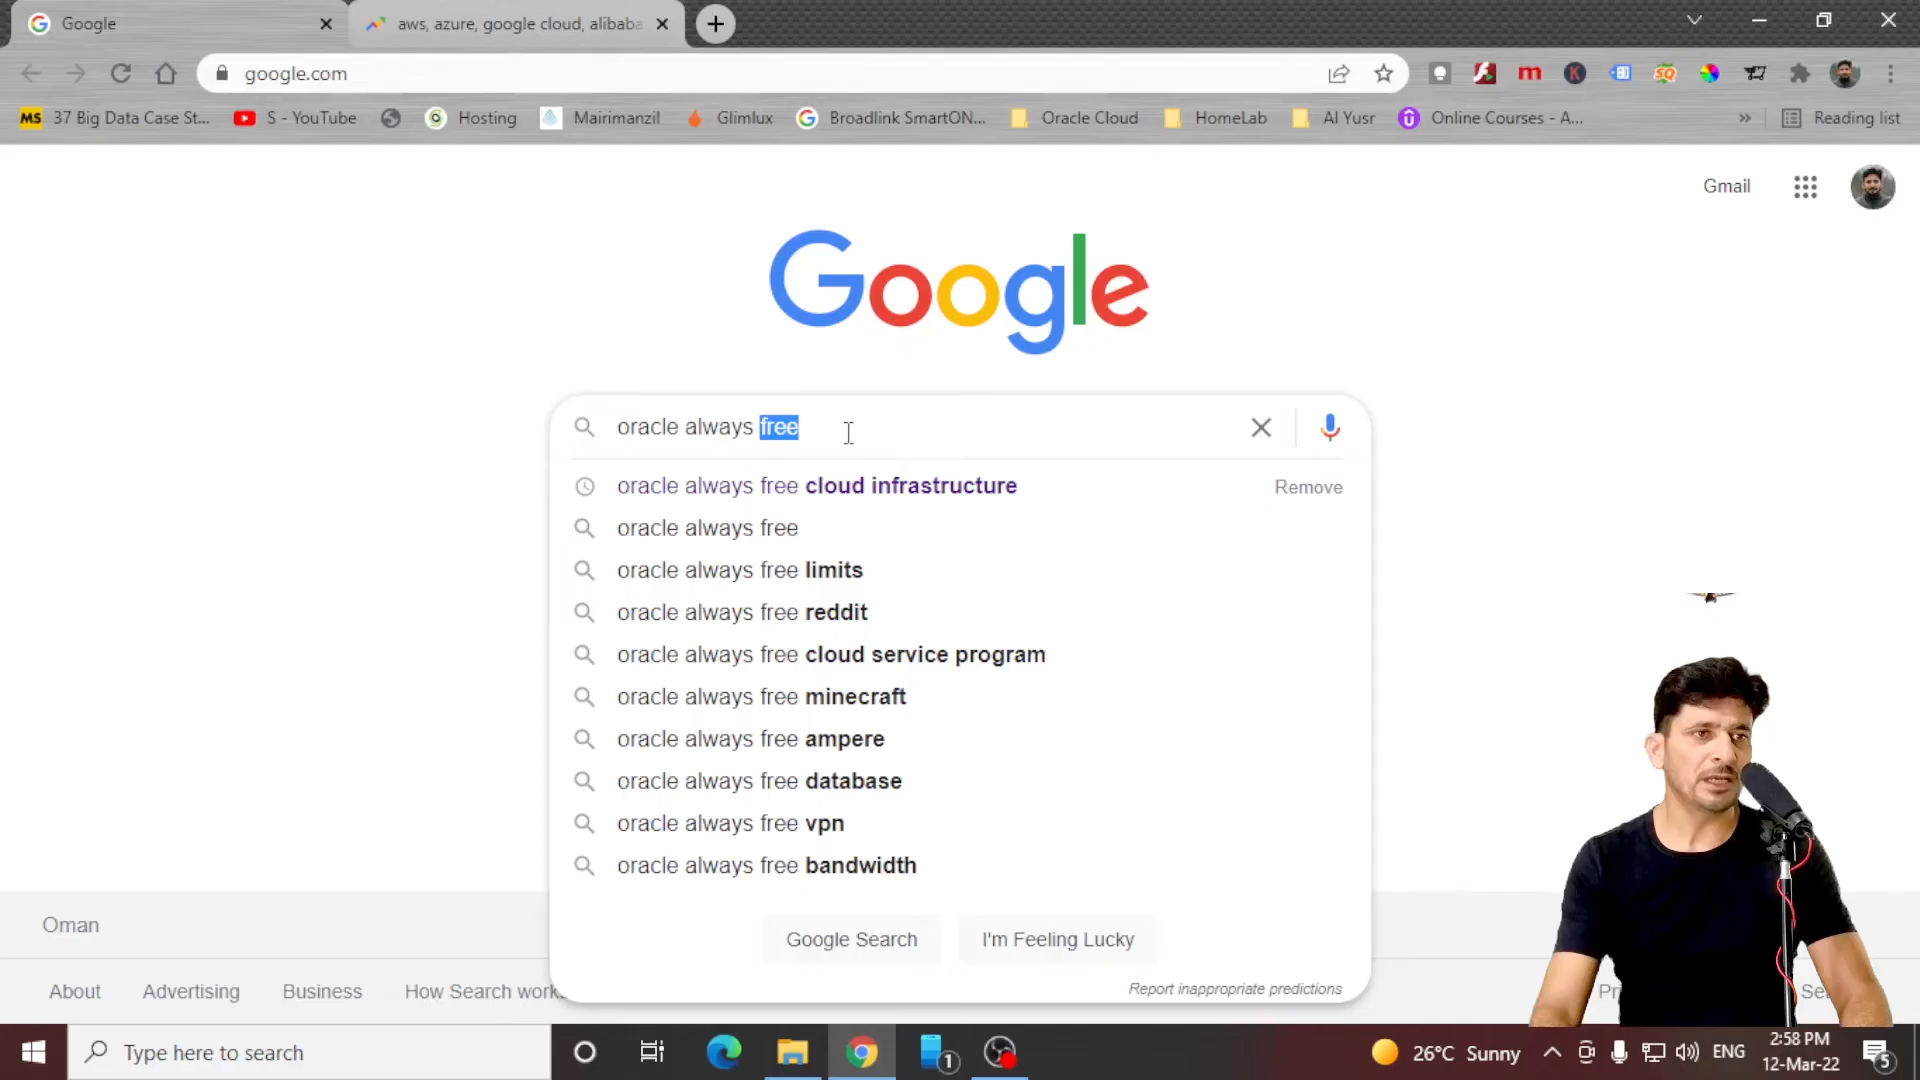 Google
aws, azure, google cloud, alibaba
google.com
MS 37 Big Data Case St...
S - YouTube
Hosting
Mairimanzil
Glimlux
Broadlink SmartON...
Oracle Cloud
HomeLab
Al Yusr
Online Courses - A...
Reading list
Gmail
Google
oracle always free
oracle always free cloud infrastructure
Remove
oracle always free
oracle always free limits
oracle always free reddit
oracle always free cloud service program
oracle always free minecraft
oracle always free ampere
oracle always free database
oracle always free vpn
oracle always free bandwidth
Google Search
I'm Feeling Lucky
Report inappropriate predictions
Oman
About
Advertising
Business
How Search work
Type here to search
1
26°C Sunny
ENG
2:58 PM
12-Mar-22
5